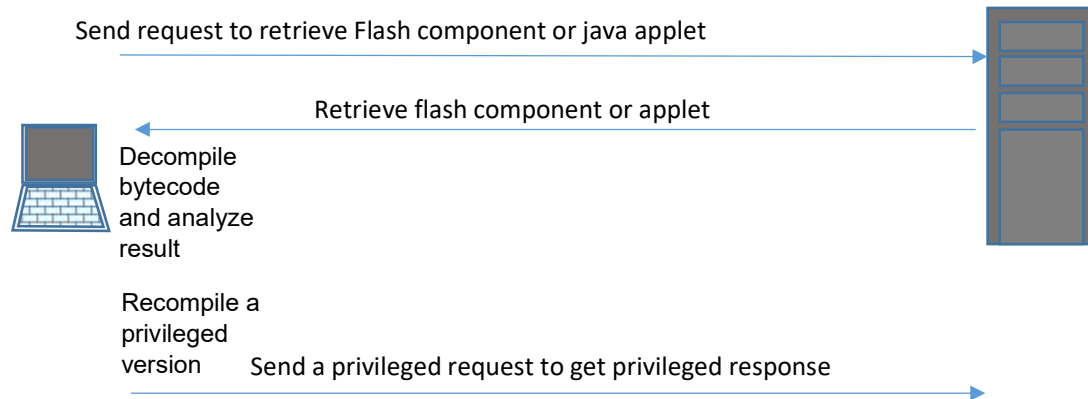 Send request to retrieve Flash component or java applet
Retrieve flash component or applet
Decompile
bytecode
and analyze
result
Recompile a
privileged
version
Send a privileged request to get privileged response